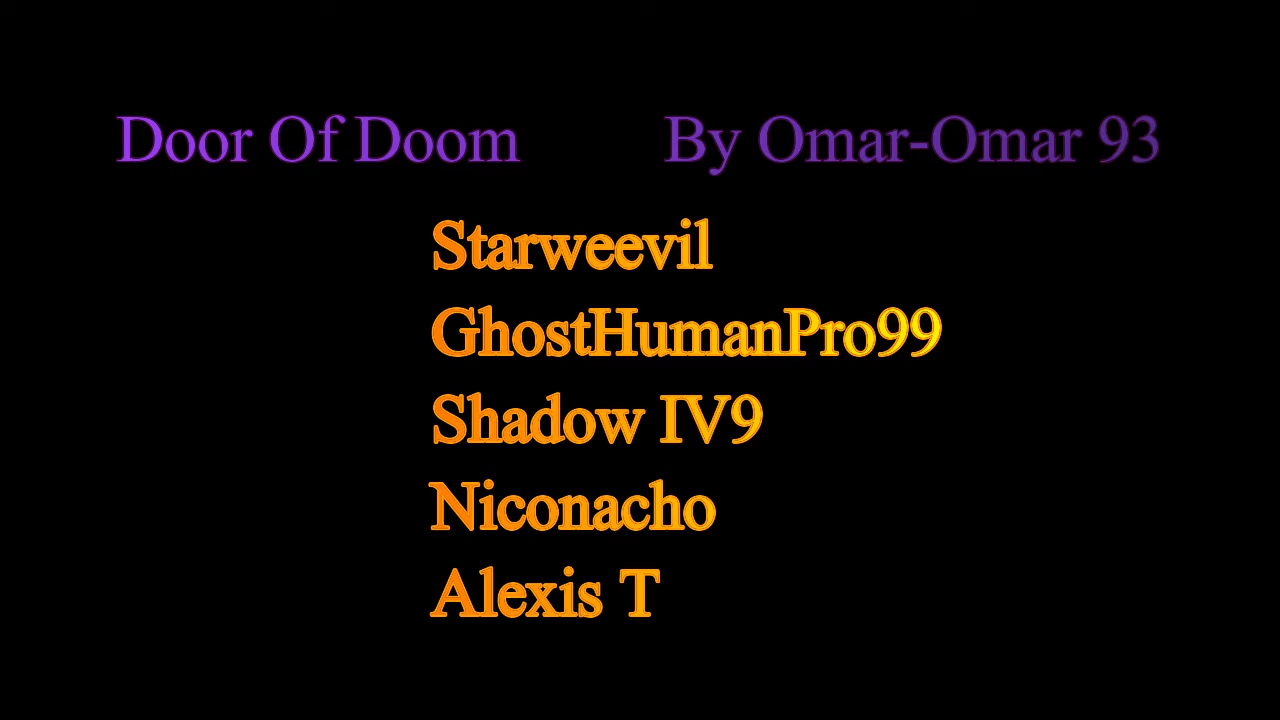 Door Of Doom By Omar-Omar 93
Starweevil
GhostHumanPro99
Shadow IV9
Niconacho
Alexis T